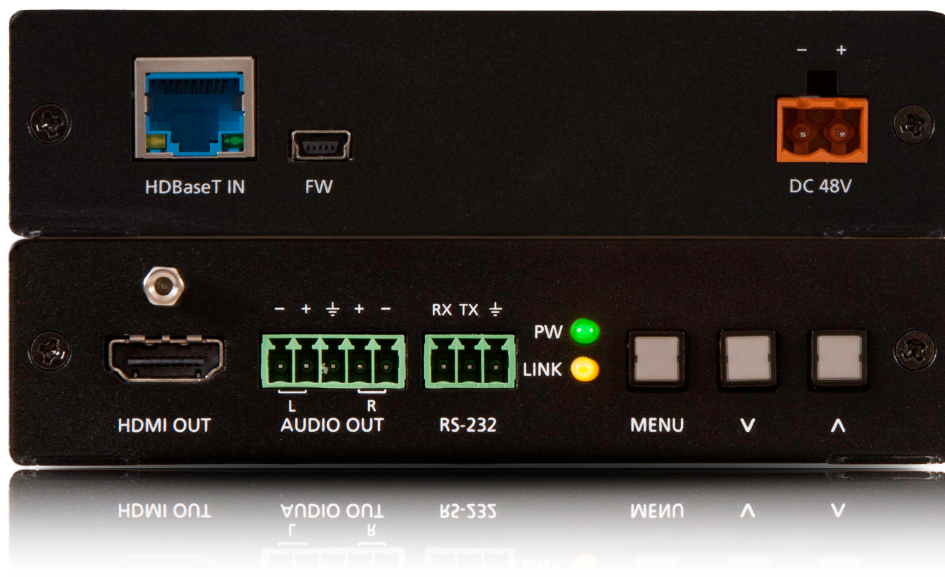 − +
HDBaseT IN
FW
DC 48V
− + ⏚ + −
RX TX ⏚
PW
LINK
L R
HDMI OUT
AUDIO OUT
RS-232
MENU
∨
∧